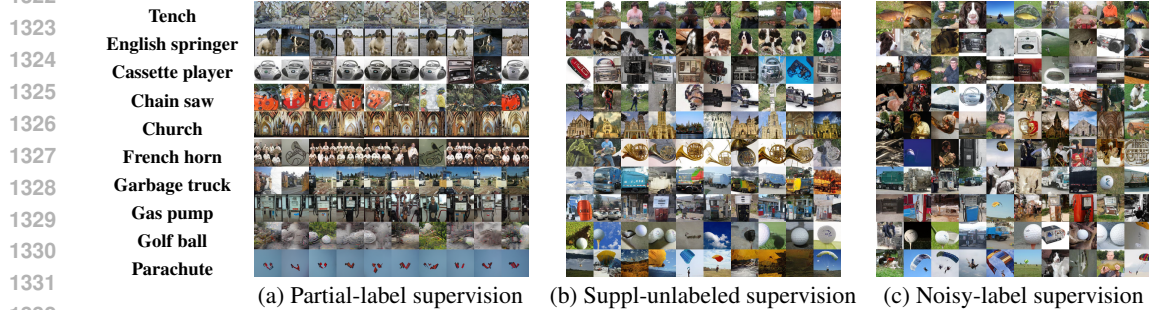 1323
1324
1325
1326
1327
1328
1329
1330
1331
Tench
English springer
Cassette player
Chain saw
Church
French horn
Garbage truck
Gas pump
Golf ball
Parachute
(a) Partial-label supervision
(b) Suppl-unlabeled supervision
(c) Noisy-label supervision